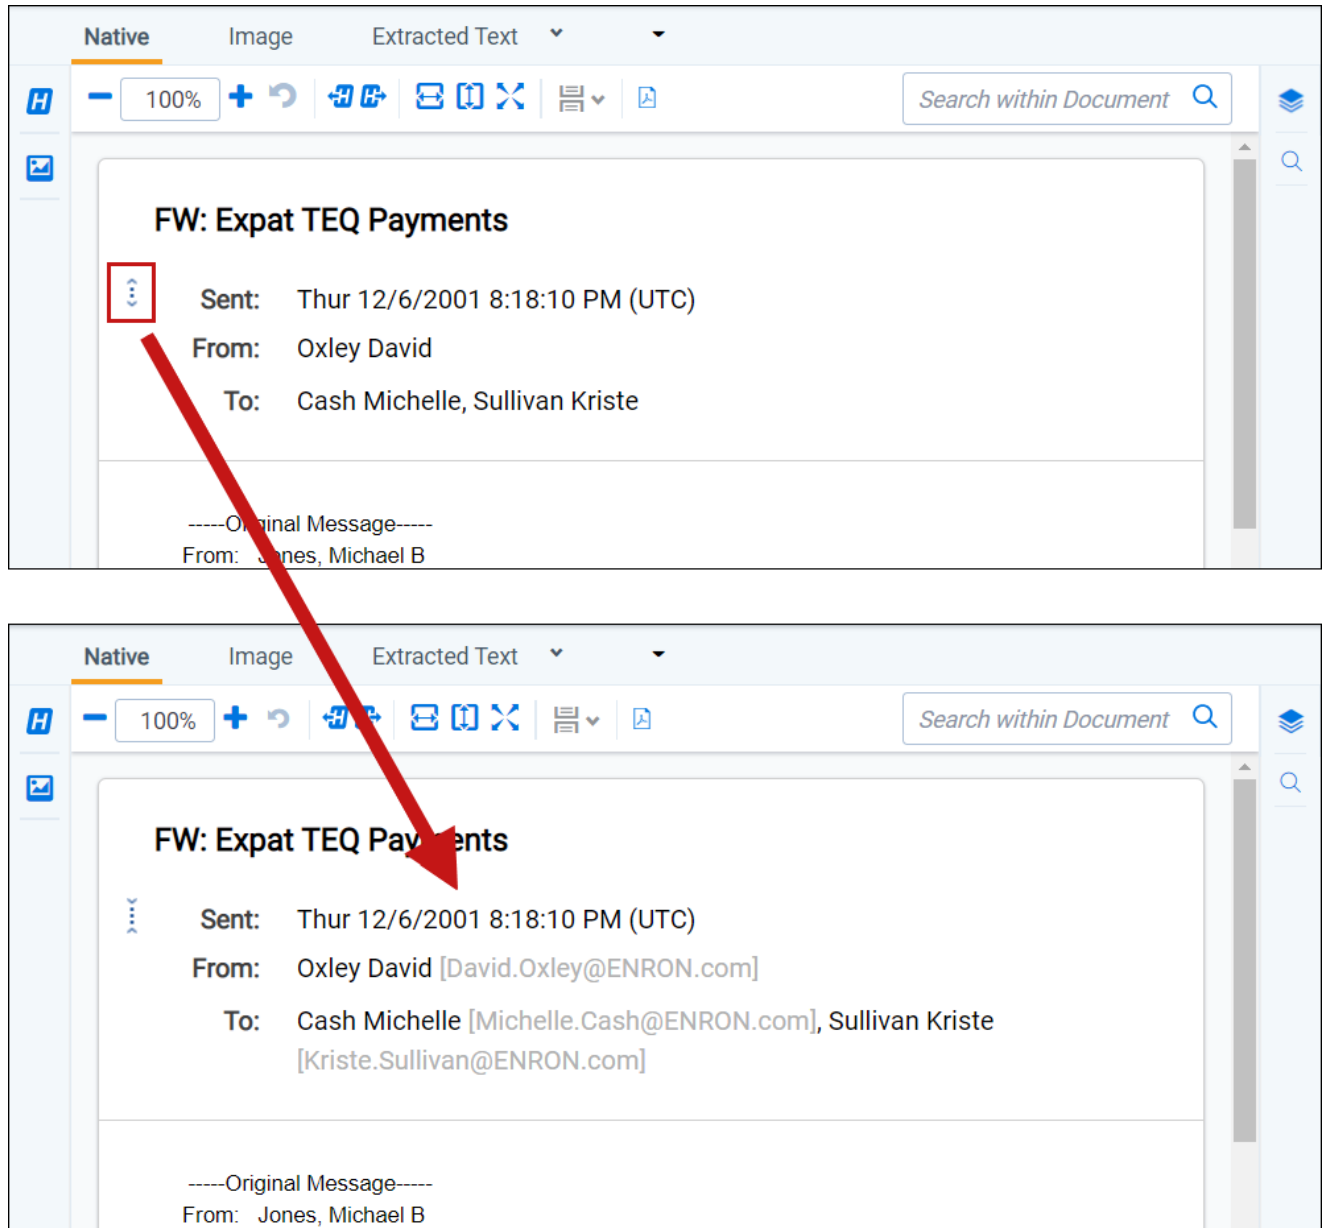 Native Image Extracted Text
100% Search within Document
FW: Expat TEQ Payments
Sent: Thur 12/6/2001 8:18:10 PM (UTC)
From: Oxley David
To: Cash Michelle, Sullivan Kriste
-----Original Message-----
From: Jones, Michael B
Native Image Extracted Text
100% Search within Document
FW: Expat TEQ Payments
Sent: Thur 12/6/2001 8:18:10 PM (UTC)
From: Oxley David [David.Oxley@ENRON.com]
To: Cash Michelle [Michelle.Cash@ENRON.com], Sullivan Kriste
[Kriste.Sullivan@ENRON.com]
-----Original Message-----
From: Jones, Michael B